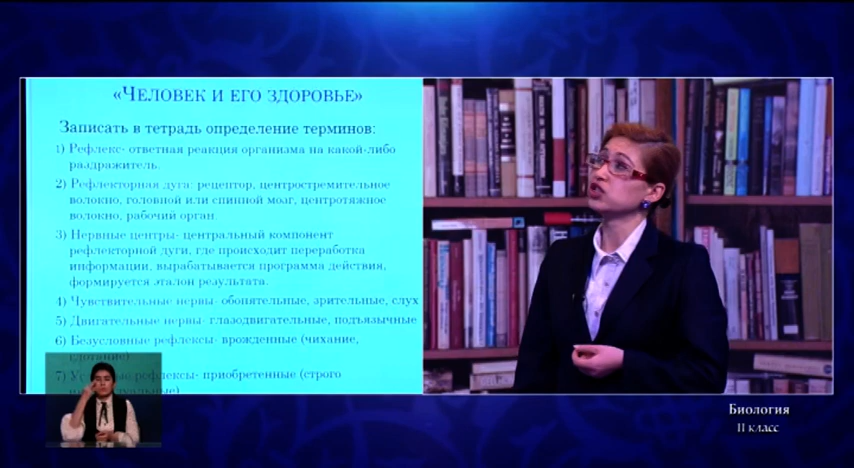 «Человек и его здоровье»
Записать в тетрадь определение терминов:
1) Рефлекс- ответная реакция организма на какой-либо
раздражитель.
2) Рефлекторная дуга: рецептор, центростремительное
волокно, головной или спинной мозг, центротяжное
волокно, рабочий орган.
3) Нервные центры- центральный компонент
рефлекторной дуги, где происходит переработка
информации, вырабатывается программа действия,
формируется эталон результата.
4) Чувствительные нервы- обонятельные, зрительные, слух
5) Двигательные нервы- глазодвигательные, подъязычные
6) Безусловные рефлексы- врожденные (чихание,
глотание)
7) рефлексы- приобретенные (строго
Биология
11 класс